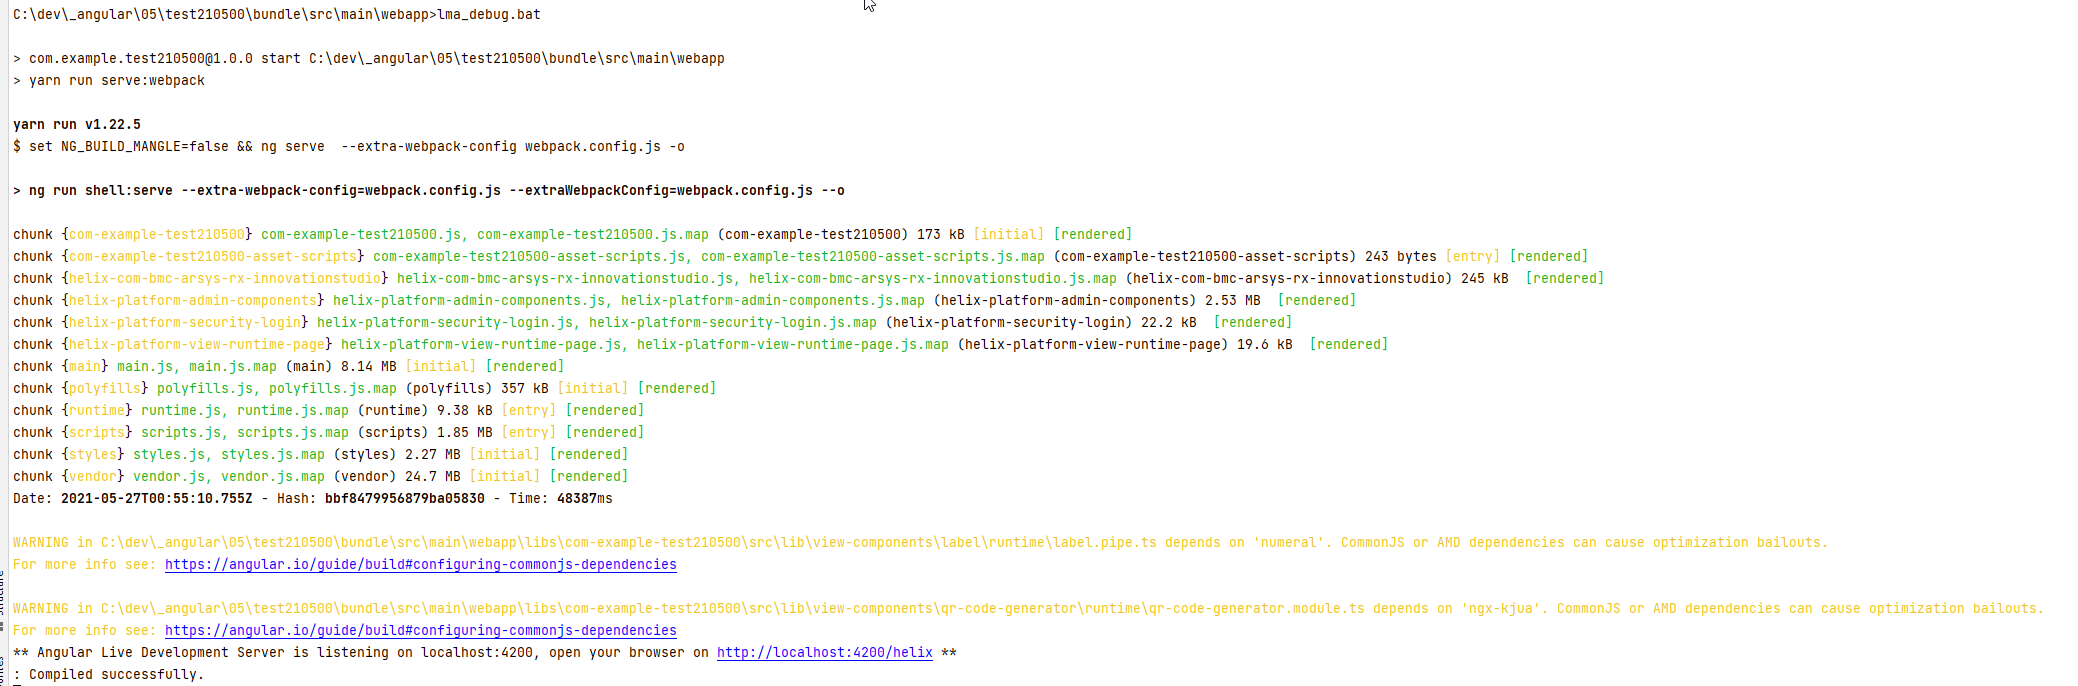 C:\dev\_angular\05\test210500\bundle\src\main\webapp>lma_debug.bat
> com.example.test210500@1.0.0 start C:\dev\_angular\05\test210500\bundle\src\main\webapp
> yarn run serve:webpack
yarn run v1.22.5
$ set NG_BUILD_MANGLE=false && ng serve  --extra-webpack-config webpack.config.js -o
> ng run shell:serve --extra-webpack-config=webpack.config.js --extraWebpackConfig=webpack.config.js --o
chunk {com-example-test210500} com-example-test210500.js, com-example-test210500.js.map (com-example-test210500) 173 kB [initial] [rendered]
chunk {com-example-test210500-asset-scripts} com-example-test210500-asset-scripts.js, com-example-test210500-asset-scripts.js.map (com-example-test210500-asset-scripts) 243 bytes [entry] [rendered]
chunk {helix-com-bmc-arsys-rx-innovationstudio} helix-com-bmc-arsys-rx-innovationstudio.js, helix-com-bmc-arsys-rx-innovationstudio.js.map (helix-com-bmc-arsys-rx-innovationstudio) 245 kB  [rendered]
chunk {helix-platform-admin-components} helix-platform-admin-components.js, helix-platform-admin-components.js.map (helix-platform-admin-components) 2.53 MB  [rendered]
chunk {helix-platform-security-login} helix-platform-security-login.js, helix-platform-security-login.js.map (helix-platform-security-login) 22.2 kB  [rendered]
chunk {helix-platform-view-runtime-page} helix-platform-view-runtime-page.js, helix-platform-view-runtime-page.js.map (helix-platform-view-runtime-page) 19.6 kB  [rendered]
chunk {main} main.js, main.js.map (main) 8.14 MB [initial] [rendered]
chunk {polyfills} polyfills.js, polyfills.js.map (polyfills) 357 kB [initial] [rendered]
chunk {runtime} runtime.js, runtime.js.map (runtime) 9.38 kB [entry] [rendered]
chunk {scripts} scripts.js, scripts.js.map (scripts) 1.85 MB [entry] [rendered]
chunk {styles} styles.js, styles.js.map (styles) 2.27 MB [initial] [rendered]
chunk {vendor} vendor.js, vendor.js.map (vendor) 24.7 MB [initial] [rendered]
Date: 2021-05-27T00:55:10.755Z - Hash: bbf8479956879ba05830 - Time: 48387ms
WARNING in C:\dev\_angular\05\test210500\bundle\src\main\webapp\libs\com-example-test210500\src\lib\view-components\label\runtime\label.pipe.ts depends on 'numeral'. CommonJS or AMD dependencies can cause optimization bailouts.
For more info see: https://angular.io/guide/build#configuring-commonjs-dependencies
WARNING in C:\dev\_angular\05\test210500\bundle\src\main\webapp\libs\com-example-test210500\src\lib\view-components\qr-code-generator\runtime\qr-code-generator.module.ts depends on 'ngx-kjua'. CommonJS or AMD dependencies can cause optimization bailouts.
For more info see: https://angular.io/guide/build#configuring-commonjs-dependencies
** Angular Live Development Server is listening on localhost:4200, open your browser on http://localhost:4200/helix **
: Compiled successfully.